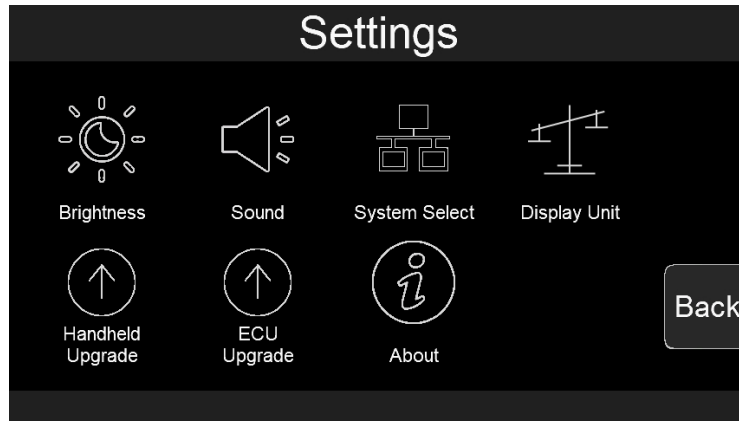 Settings
Brightness
Sound
System Select
Display Unit
Handheld
Upgrade
ECU
Upgrade
About
Back